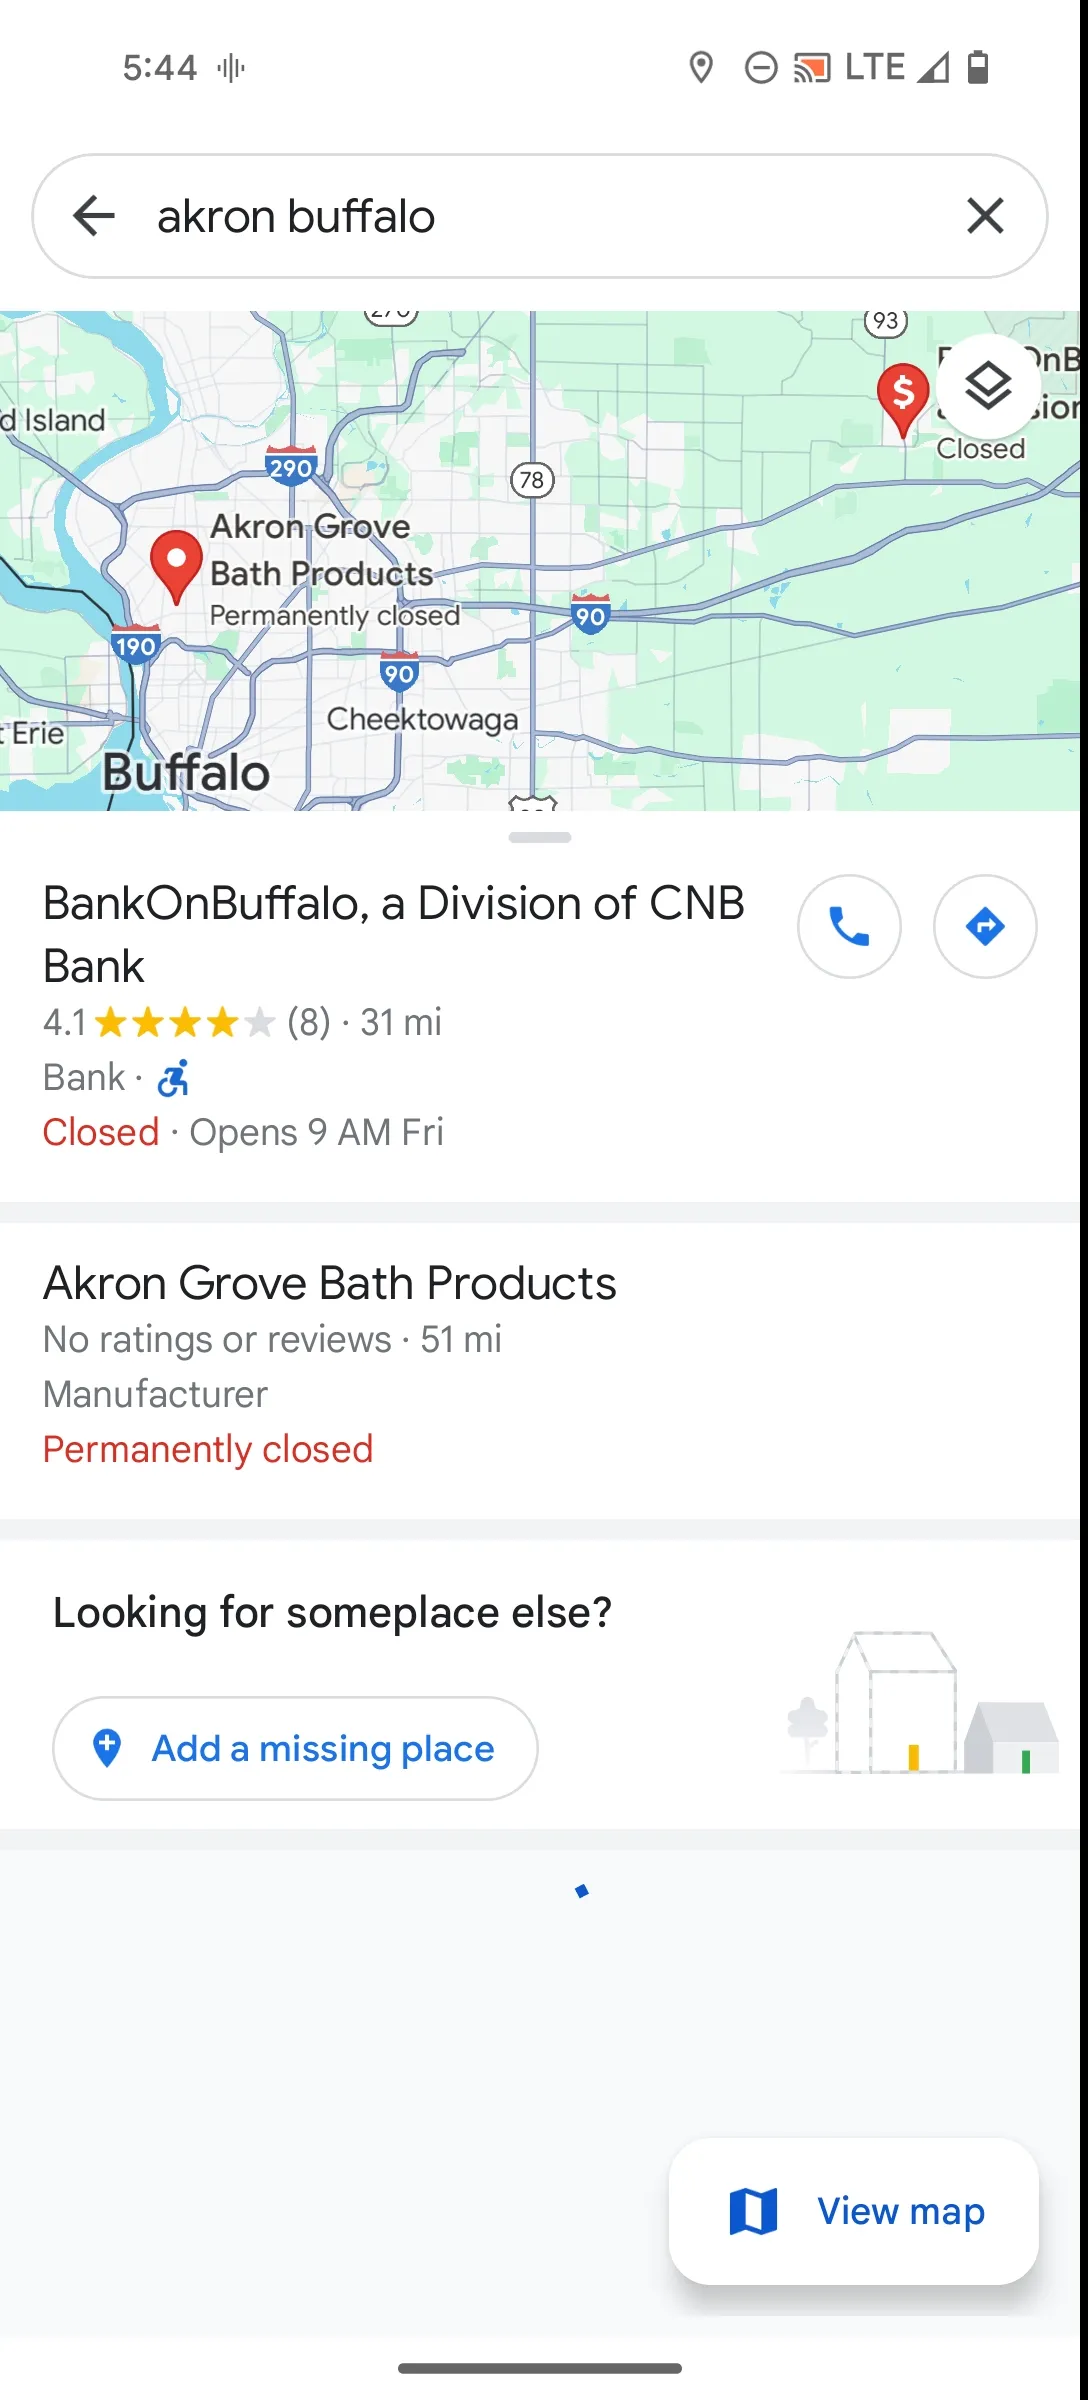 5:44
LTE
akron buffalo
93
d Island
Closed
290
78
Akron Grove
Bath Products
Permanently closed
90
190
90
Cheektowaga
Erie
Buffalo
BankOnBuffalo, a Division of CNB
Bank
4.1 (8) · 31 mi
Bank ·
Closed · Opens 9 AM Fri
Akron Grove Bath Products
No ratings or reviews · 51 mi
Manufacturer
Permanently closed
Looking for someplace else?
Add a missing place
View map